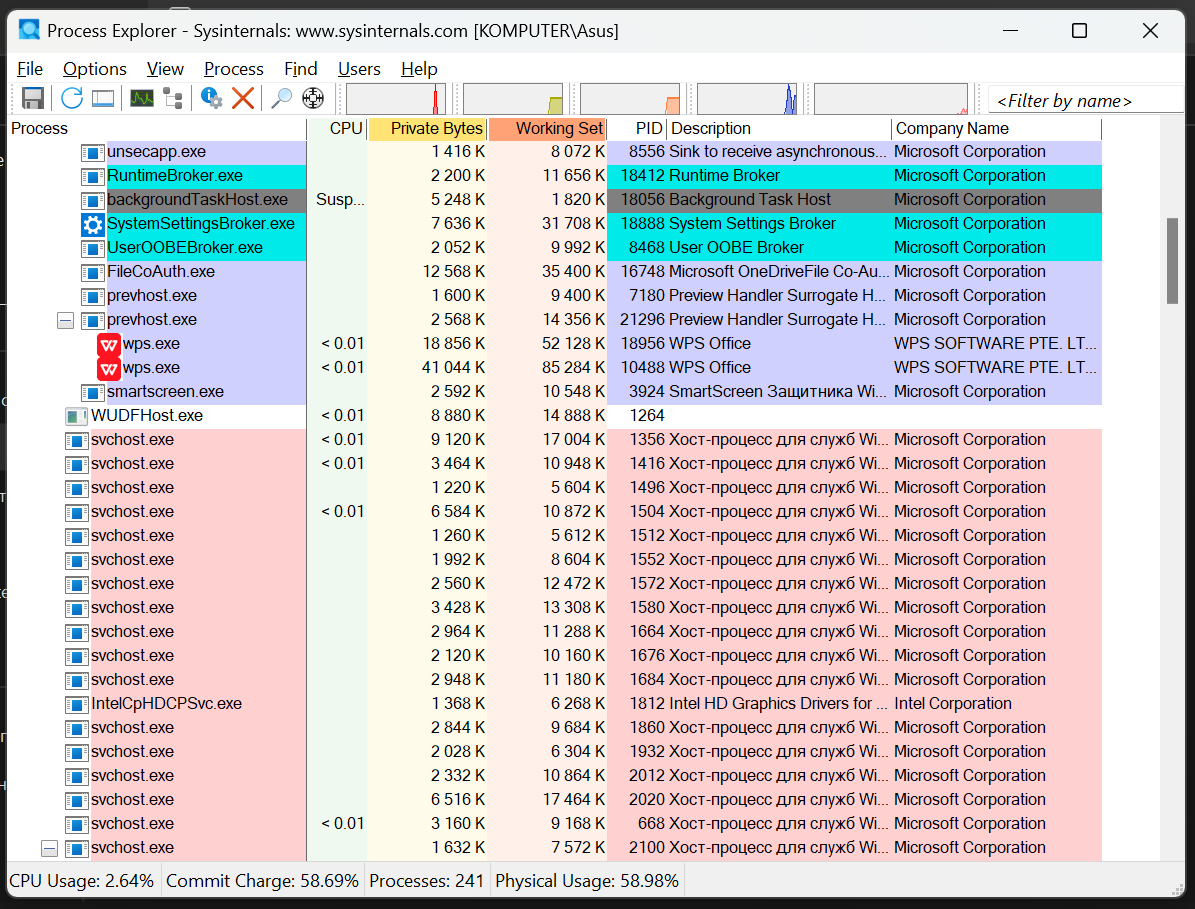 Process Explorer - Sysinternals: www.sysinternals.com [KOMPUTER\Asus]
File Options View Process Find Users Help
<Filter by name>
Process CPU Private Bytes Working Set PID Description Company Name
unsecapp.exe 1 416 K 8 072 K 8556 Sink to receive asynchronous... Microsoft Corporation
RuntimeBroker.exe 2 200 K 11 656 K 18412 Runtime Broker Microsoft Corporation
backgroundTaskHost.exe Susp... 5 248 K 1 820 K 18056 Background Task Host Microsoft Corporation
SystemSettingsBroker.exe 7 636 K 31 708 K 18888 System Settings Broker Microsoft Corporation
UserOOBEBroker.exe 2 052 K 9 992 K 8468 User OOBE Broker Microsoft Corporation
FileCoAuth.exe 12 568 K 35 400 K 16748 Microsoft OneDriveFile Co-Au... Microsoft Corporation
prevhost.exe 1 600 K 9 400 K 7180 Preview Handler Surrogate H... Microsoft Corporation
prevhost.exe 2 568 K 14 356 K 21296 Preview Handler Surrogate H... Microsoft Corporation
wps.exe < 0.01 18 856 K 52 128 K 18956 WPS Office WPS SOFTWARE PTE. LT...
wps.exe < 0.01 41 044 K 85 284 K 10488 WPS Office WPS SOFTWARE PTE. LT...
smartscreen.exe 2 592 K 10 548 K 3924 SmartScreen Защитника Wi... Microsoft Corporation
WUDFHost.exe < 0.01 8 880 K 14 888 K 1264
svchost.exe < 0.01 9 120 K 17 004 K 1356 Хост-процесс для служб Wi... Microsoft Corporation
svchost.exe < 0.01 3 464 K 10 948 K 1416 Хост-процесс для служб Wi... Microsoft Corporation
svchost.exe 1 220 K 5 604 K 1496 Хост-процесс для служб Wi... Microsoft Corporation
svchost.exe < 0.01 6 584 K 10 872 K 1504 Хост-процесс для служб Wi... Microsoft Corporation
svchost.exe 1 260 K 5 612 K 1512 Хост-процесс для служб Wi... Microsoft Corporation
svchost.exe 1 992 K 8 604 K 1552 Хост-процесс для служб Wi... Microsoft Corporation
svchost.exe 2 560 K 12 472 K 1572 Хост-процесс для служб Wi... Microsoft Corporation
svchost.exe 3 428 K 13 308 K 1580 Хост-процесс для служб Wi... Microsoft Corporation
svchost.exe 2 964 K 11 288 K 1664 Хост-процесс для служб Wi... Microsoft Corporation
svchost.exe 2 120 K 10 160 K 1676 Хост-процесс для служб Wi... Microsoft Corporation
svchost.exe 2 948 K 11 180 K 1684 Хост-процесс для служб Wi... Microsoft Corporation
IntelCpHDCPSvc.exe 1 368 K 6 268 K 1812 Intel HD Graphics Drivers for ... Intel Corporation
svchost.exe 2 844 K 9 684 K 1860 Хост-процесс для служб Wi... Microsoft Corporation
svchost.exe 2 028 K 6 304 K 1932 Хост-процесс для служб Wi... Microsoft Corporation
svchost.exe 2 332 K 10 864 K 2012 Хост-процесс для служб Wi... Microsoft Corporation
svchost.exe 6 516 K 17 464 K 2020 Хост-процесс для служб Wi... Microsoft Corporation
svchost.exe < 0.01 3 160 K 9 168 K 668 Хост-процесс для служб Wi... Microsoft Corporation
svchost.exe 1 632 K 7 572 K 2100 Хост-процесс для служб Wi... Microsoft Corporation
CPU Usage: 2.64% Commit Charge: 58.69% Processes: 241 Physical Usage: 58.98%